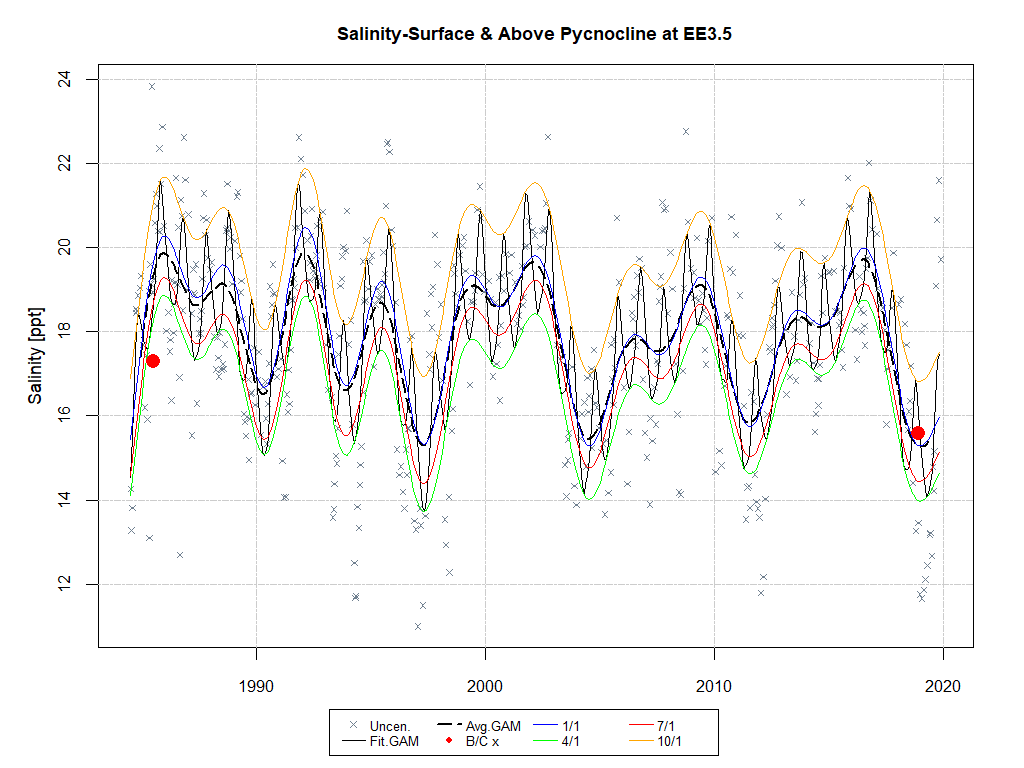 Salinity-Surface & Above Pycnocline at EE3.5
24
22
20
18
16
14
12
Salinity [ppt]
1990 2000 2010 2020
Uncen. Avg.GAM 1/1 7/1
Fit.GAM B/C x 4/1 10/1